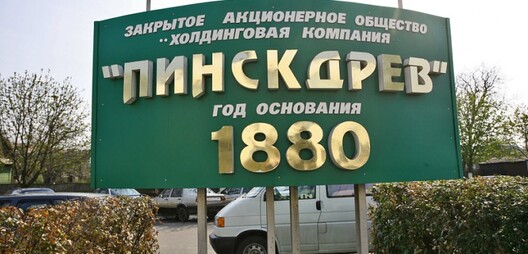 ЗАКРЫТОЕ АКЦИОНЕРНОЕ ОБЩЕСТВО
"ХОЛДИНГОВАЯ КОМПАНИЯ
"ПИНСКДРЕВ"
ГОД ОСНОВАНИЯ
1880